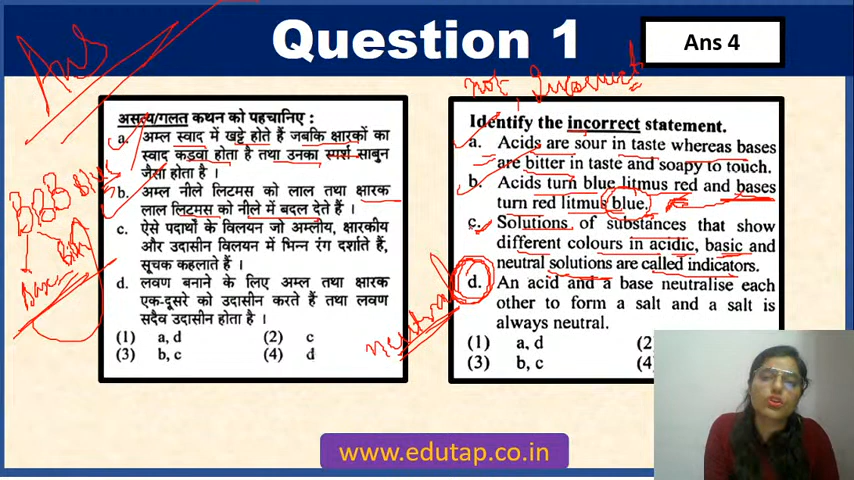 Question 1
Ans 4
Ans
असत्य/गलत कथन को पहचानिए :
a. अम्ल स्वाद में खट्टे होते हैं जबकि क्षारकों का
स्वाद कड़वा होता है तथा उनका स्पर्श साबुन
जैसा होता है ।
b. अम्ल नीले लिटमस को लाल तथा क्षारक
लाल लिटमस को नीले में बदल देते हैं ।
c. ऐसे पदार्थों के विलयन जो अम्लीय, क्षारकीय
और उदासीन विलयन में भिन्न रंग दर्शाते हैं,
सूचक कहलाते हैं ।
d. लवण बनाने के लिए अम्ल तथा क्षारक
एक-दूसरे को उदासीन करते हैं तथा लवण
सदैव उदासीन होता है ।
(1) a, d (2) c
(3) b, c (4) d
BBB Blue
Base
neutral
not
Identify the incorrect statement.
a. Acids are sour in taste whereas bases
are bitter in taste and soapy to touch.
b. Acids turn blue litmus red and bases
turn red litmus blue.
c. Solutions of substances that show
different colours in acidic, basic and
neutral solutions are called indicators.
d. An acid and a base neutralise each
other to form a salt and a salt is
always neutral.
(1) a, d (2)
(3) b, c (4)
www.edutap.co.in